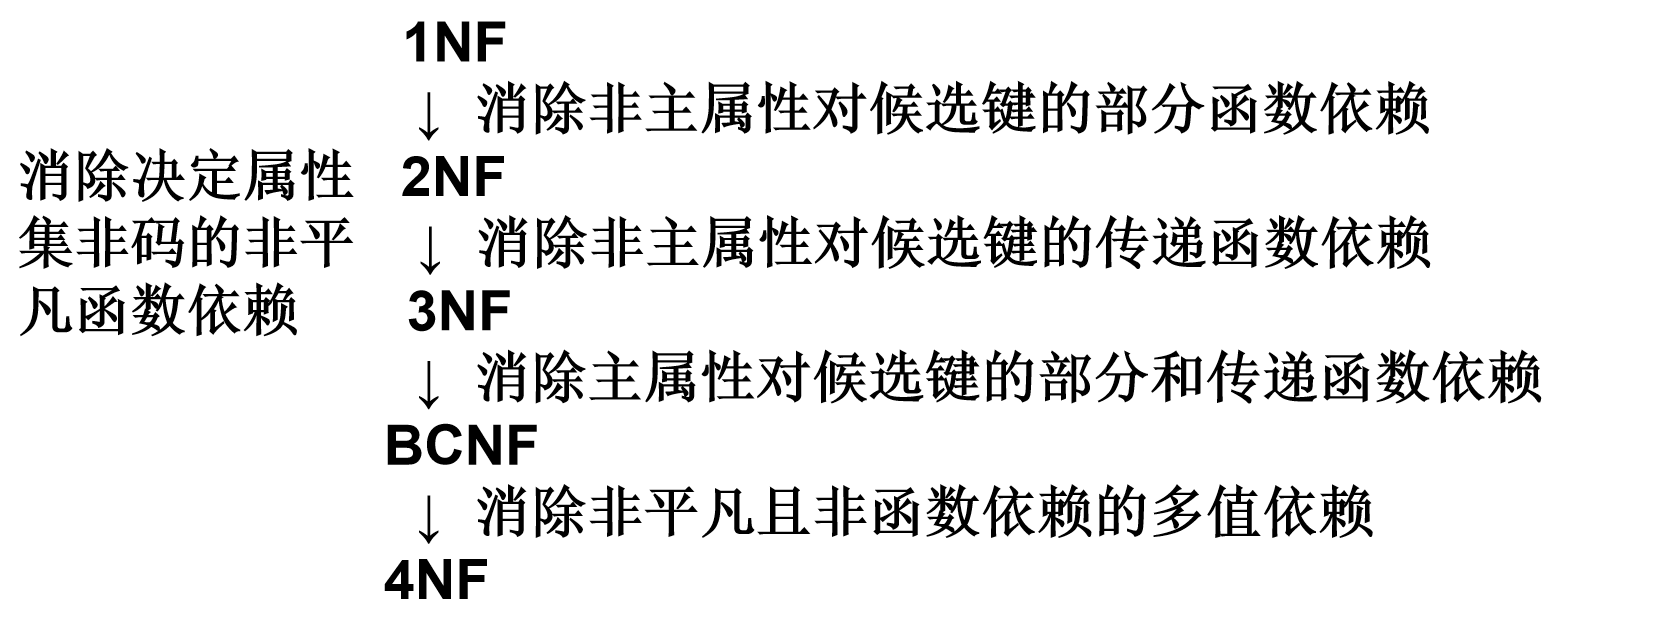 1NF
↓ 消除非主属性对候选键的部分函数依赖
消除决定属性 2NF
集非码的非平 ↓ 消除非主属性对候选键的传递函数依赖
凡函数依赖 3NF
↓ 消除主属性对候选键的部分和传递函数依赖
BCNF
↓ 消除非平凡且非函数依赖的多值依赖
4NF